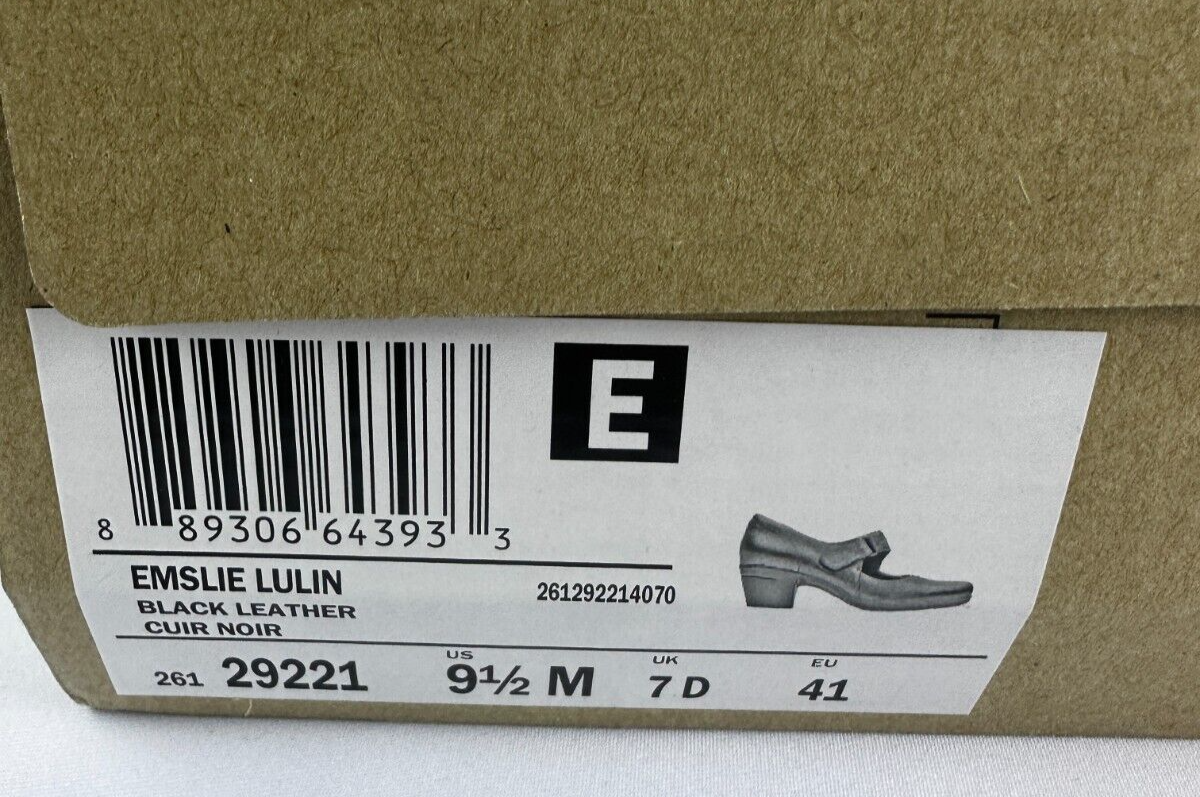 E
8 89306 64393 3
EMSLIE LULIN
261292214070
BLACK LEATHER
CUIR NOIR
US UK EU
261 29221 9½ M 7 D 41